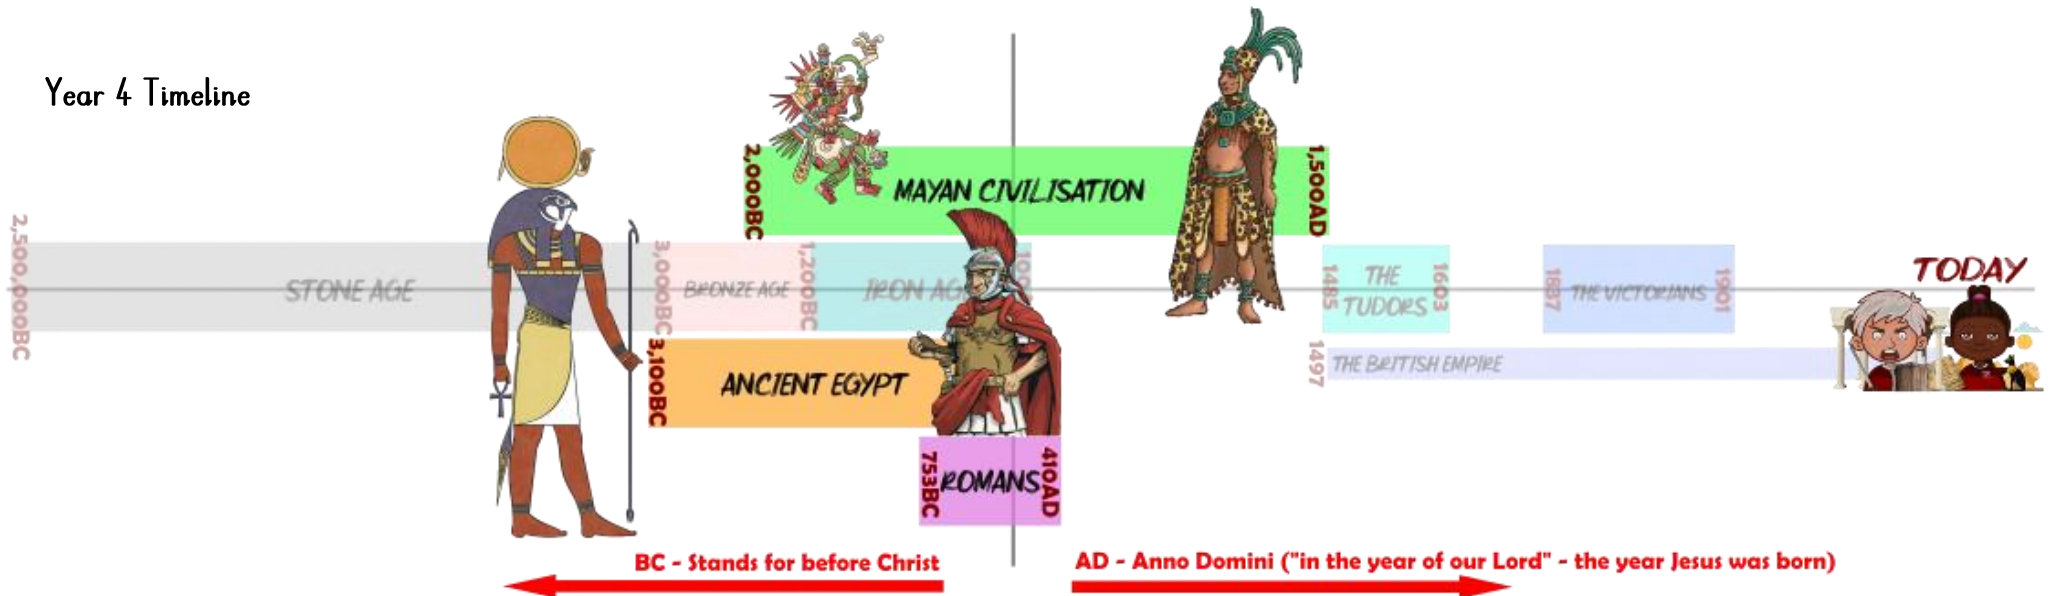 Year 4 Timeline
2,000BC
MAYAN CIVILISATION
1,500AD
2,500,000BC
STONE AGE
3,000BC
BRONZE AGE
1,200BC
IRON AGE
1485
THE
TUDORS
1603
THE VICTORIANS
1901
TODAY
1497
THE BRITISH EMPIRE
3,100BC
ANCIENT EGYPT
753BC
ROMANS
410AD
BC - Stands for before Christ
AD - Anno Domini ("in the year of our Lord" - the year Jesus was born)